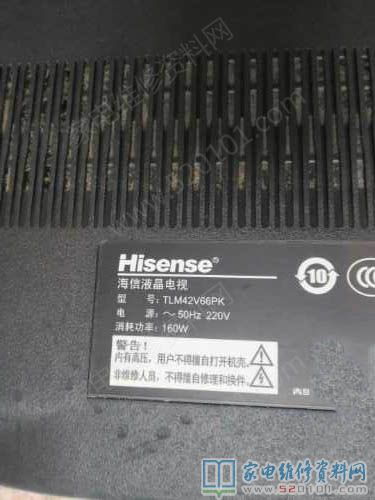 Hisense®
海信液晶电视
型 号: TLM42V66PK
电 源: ～50Hz 220V
消耗功率: 160W
警告!
内有高压，用户不得擅自打开机壳。
非维修人员，不得擅自修理和换件。
10
CCC
家电维修资料网
www.520101.com